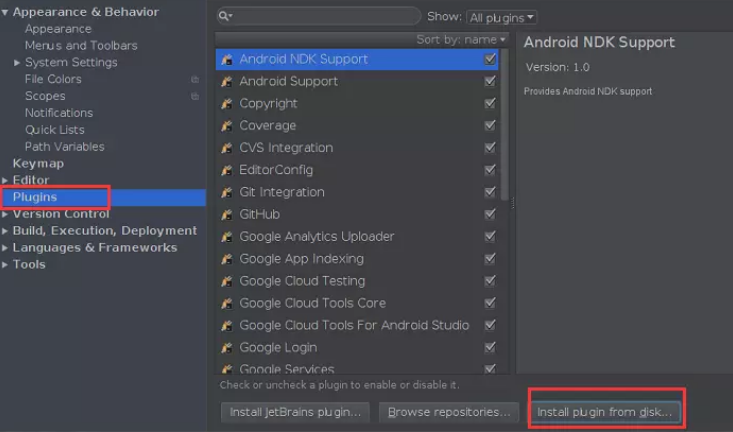 Appearance & Behavior
Appearance
Menus and Toolbars
System Settings
File Colors
Scopes
Notifications
Quick Lists
Path Variables
Keymap
Editor
Plugins
Version Control
Build, Execution, Deployment
Languages & Frameworks
Tools
Show: All plugins
Sort by: name
Android NDK Support
Android Support
Copyright
Coverage
CVS Integration
EditorConfig
Git Integration
GitHub
Google Analytics Uploader
Google App Indexing
Google Cloud Testing
Google Cloud Tools Core
Google Cloud Tools For Android Studio
Google Login
Google Services
Check or uncheck a plugin to enable or disable it.
Install JetBrains plugin...
Browse repositories...
Install plugin from disk...
Android NDK Support
Version: 1.0
Provides Android NDK support